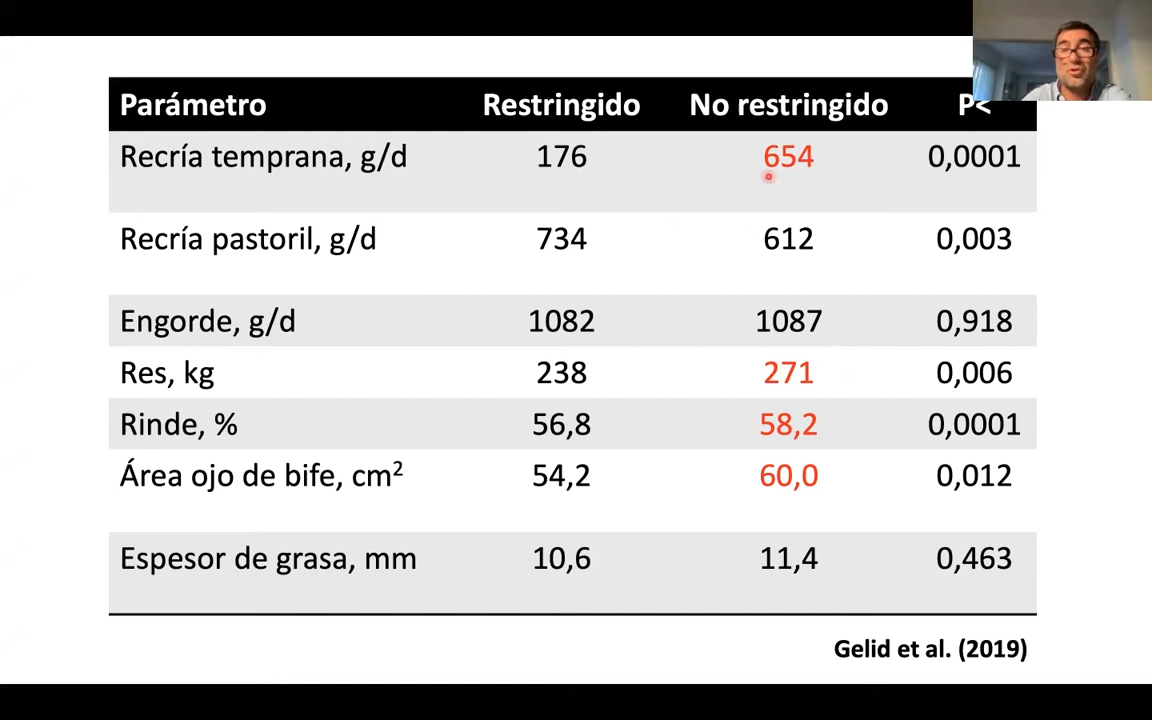 Parámetro Restringido No restringido P<
Recría temprana, g/d 176 654 0,0001
Recría pastoril, g/d 734 612 0,003
Engorde, g/d 1082 1087 0,918
Res, kg 238 271 0,006
Rinde, % 56,8 58,2 0,0001
Área ojo de bife, cm² 54,2 60,0 0,012
Espesor de grasa, mm 10,6 11,4 0,463
Gelid et al. (2019)